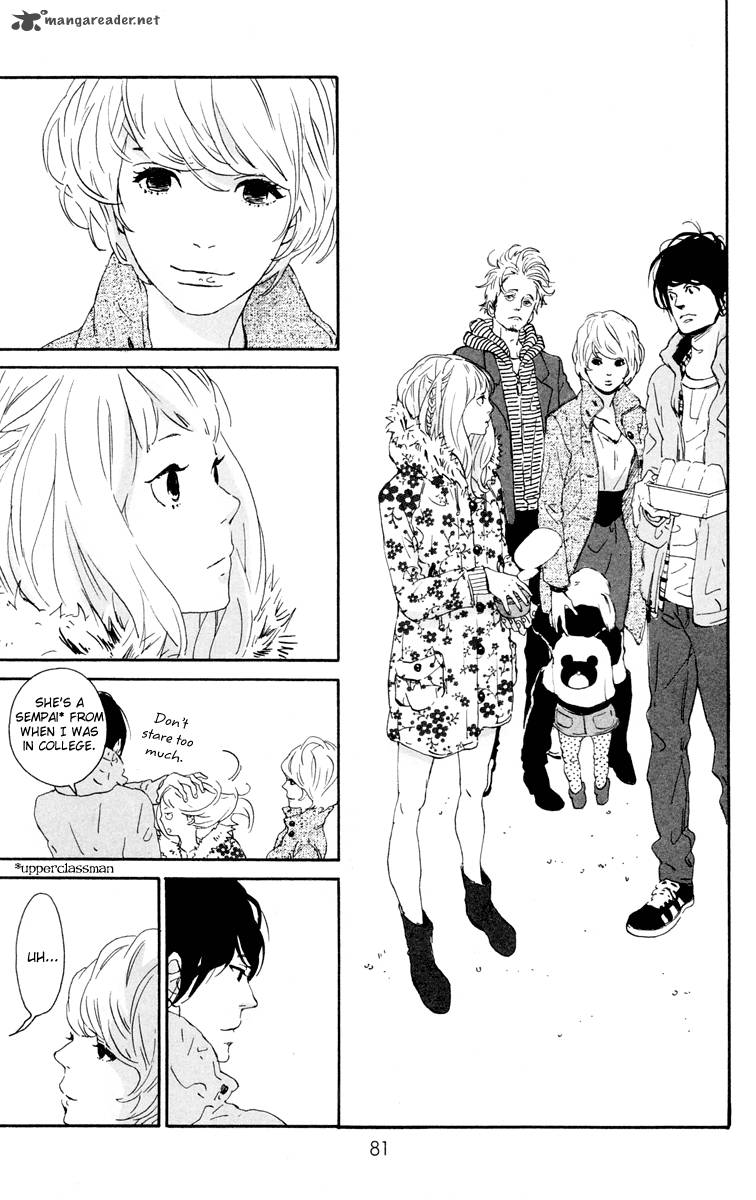 mangareader.net
SHE'S A
SEMPAI* FROM
WHEN I WAS
IN COLLEGE.
Don't
stare too
much.
*upperclassman
UH...
81